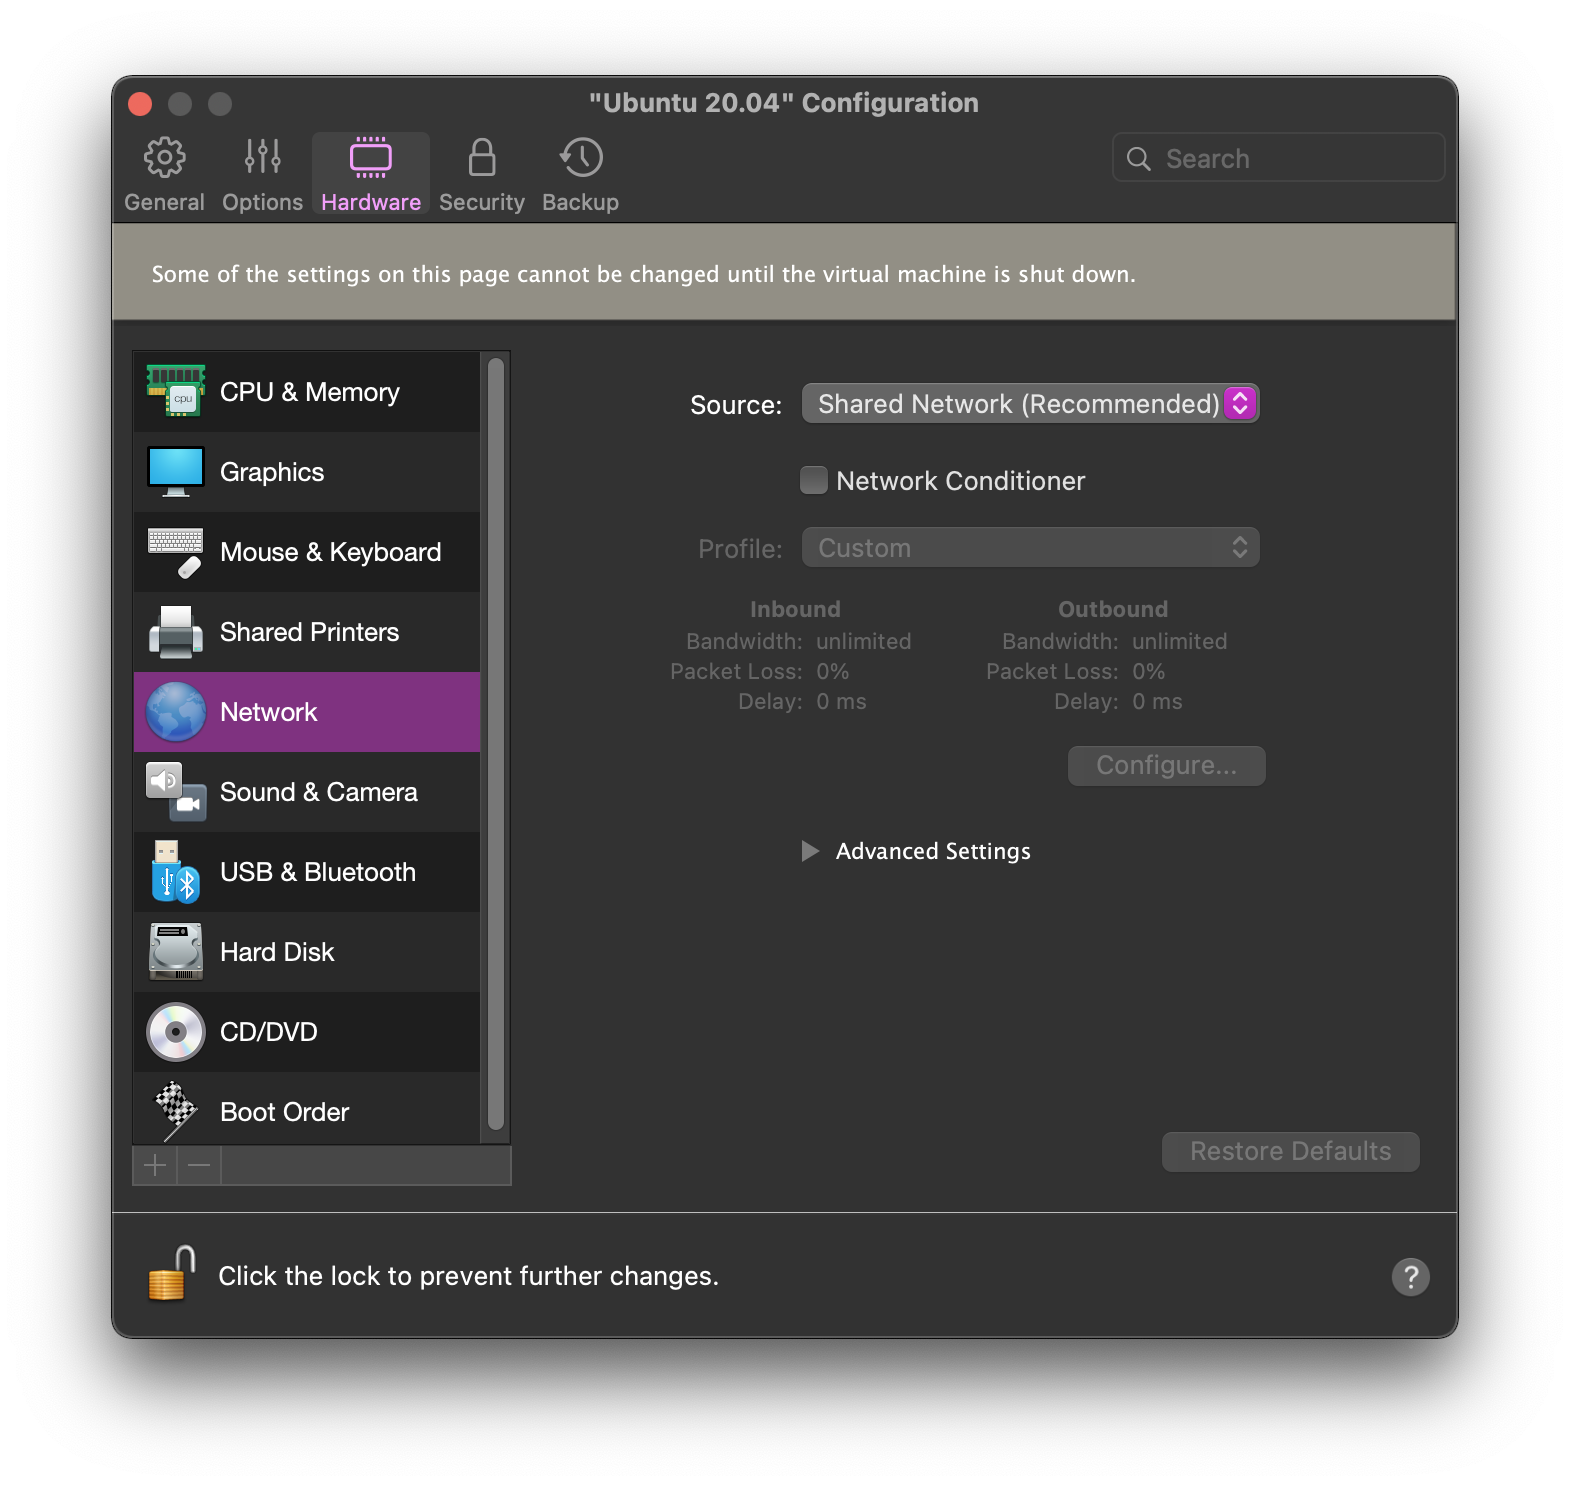 "Ubuntu 20.04" Configuration
General
Options
Hardware
Security
Backup
Search
Some of the settings on this page cannot be changed until the virtual machine is shut down.
cpu
CPU & Memory
Graphics
Mouse & Keyboard
Shared Printers
Network
Sound & Camera
USB & Bluetooth
Hard Disk
CD/DVD
Boot Order
Source: Shared Network (Recommended)
Network Conditioner
Profile: Custom
Inbound
Bandwidth: unlimited
Packet Loss: 0%
Delay: 0 ms
Outbound
Bandwidth: unlimited
Packet Loss: 0%
Delay: 0 ms
Configure...
Advanced Settings
Restore Defaults
Click the lock to prevent further changes.
?